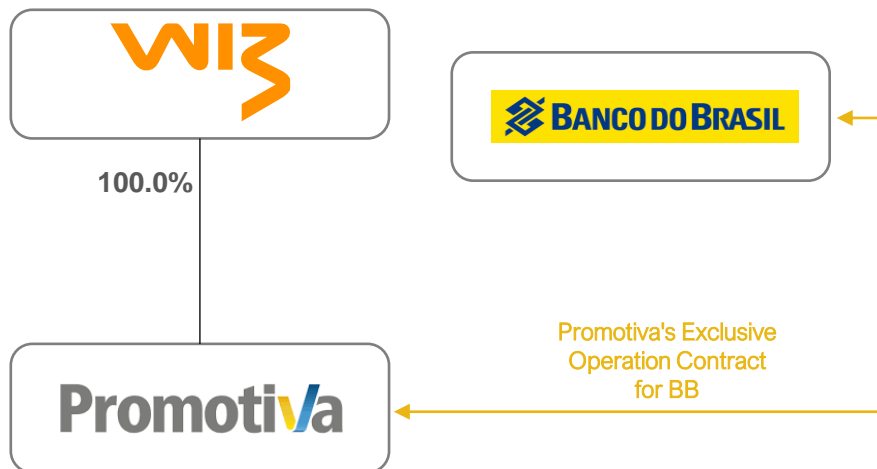 wiz
BANCO DO BRASIL
100.0%
Promotiva's Exclusive
Operation Contract
for BB
Promotiva